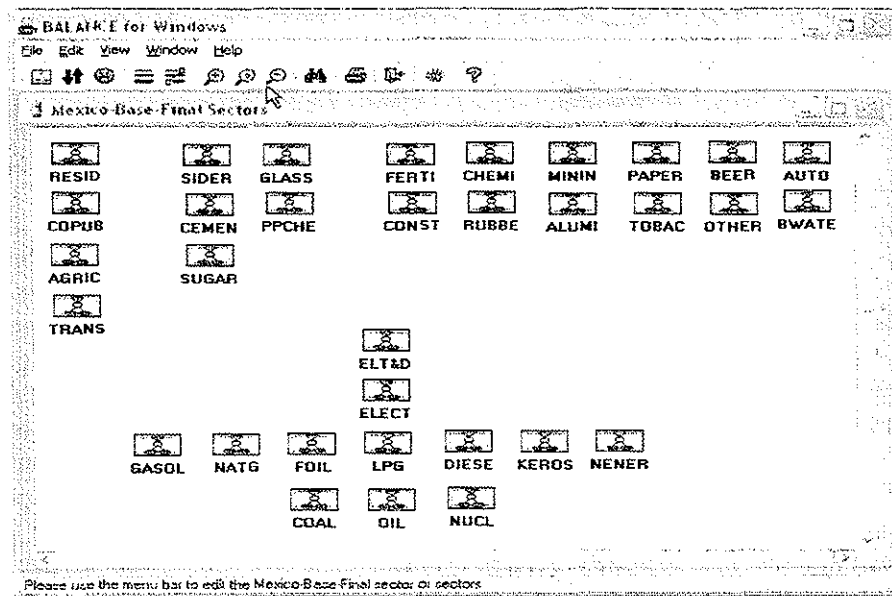 BALANCE for Windows
File Edit View Window Help
Mexico-Base-Final Sectors
RESID SIDER GLASS FERTI CHEMI MININ PAPER BEER AUTO
COPUB CEMEN PPCHE CONST RUBBE ALUMI TOBAC OTHER BWATE
AGRIC SUGAR
TRANS
ELT&D
ELECT
GASOL NATG FOIL LPG DIESE KEROS NENER
COAL OIL NUCL
Please use the menu bar to edit the Mexico-Base-Final sector or sectors